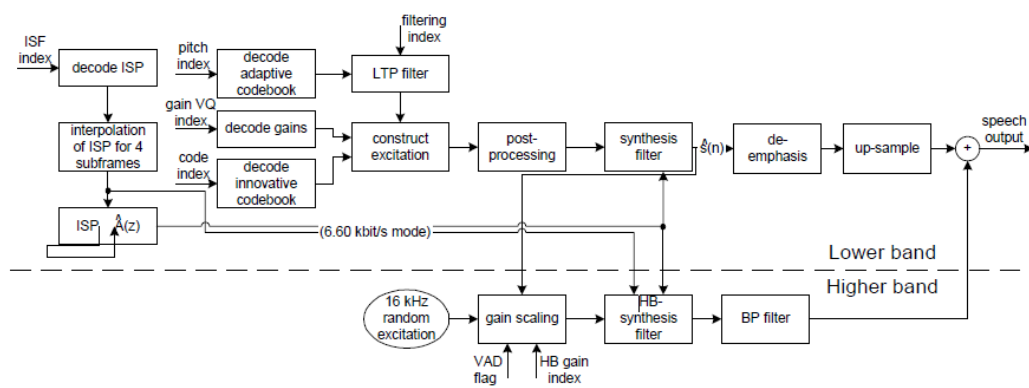 ISF
index
decode ISP
interpolation
of ISP for 4
subframes
ISP Â(z)
pitch
index
decode
adaptive
codebook
filtering
index
LTP filter
gain VQ
index
decode gains
code
index
decode
innovative
codebook
construct
excitation
post-
processing
synthesis
filter
ŝ(n)
de-
emphasis
up-sample
+
speech
output
(6.60 kbit/s mode)
Lower band
Higher band
16 kHz
random
excitation
gain scaling
VAD
flag
HB gain
index
HB-
synthesis
filter
BP filter